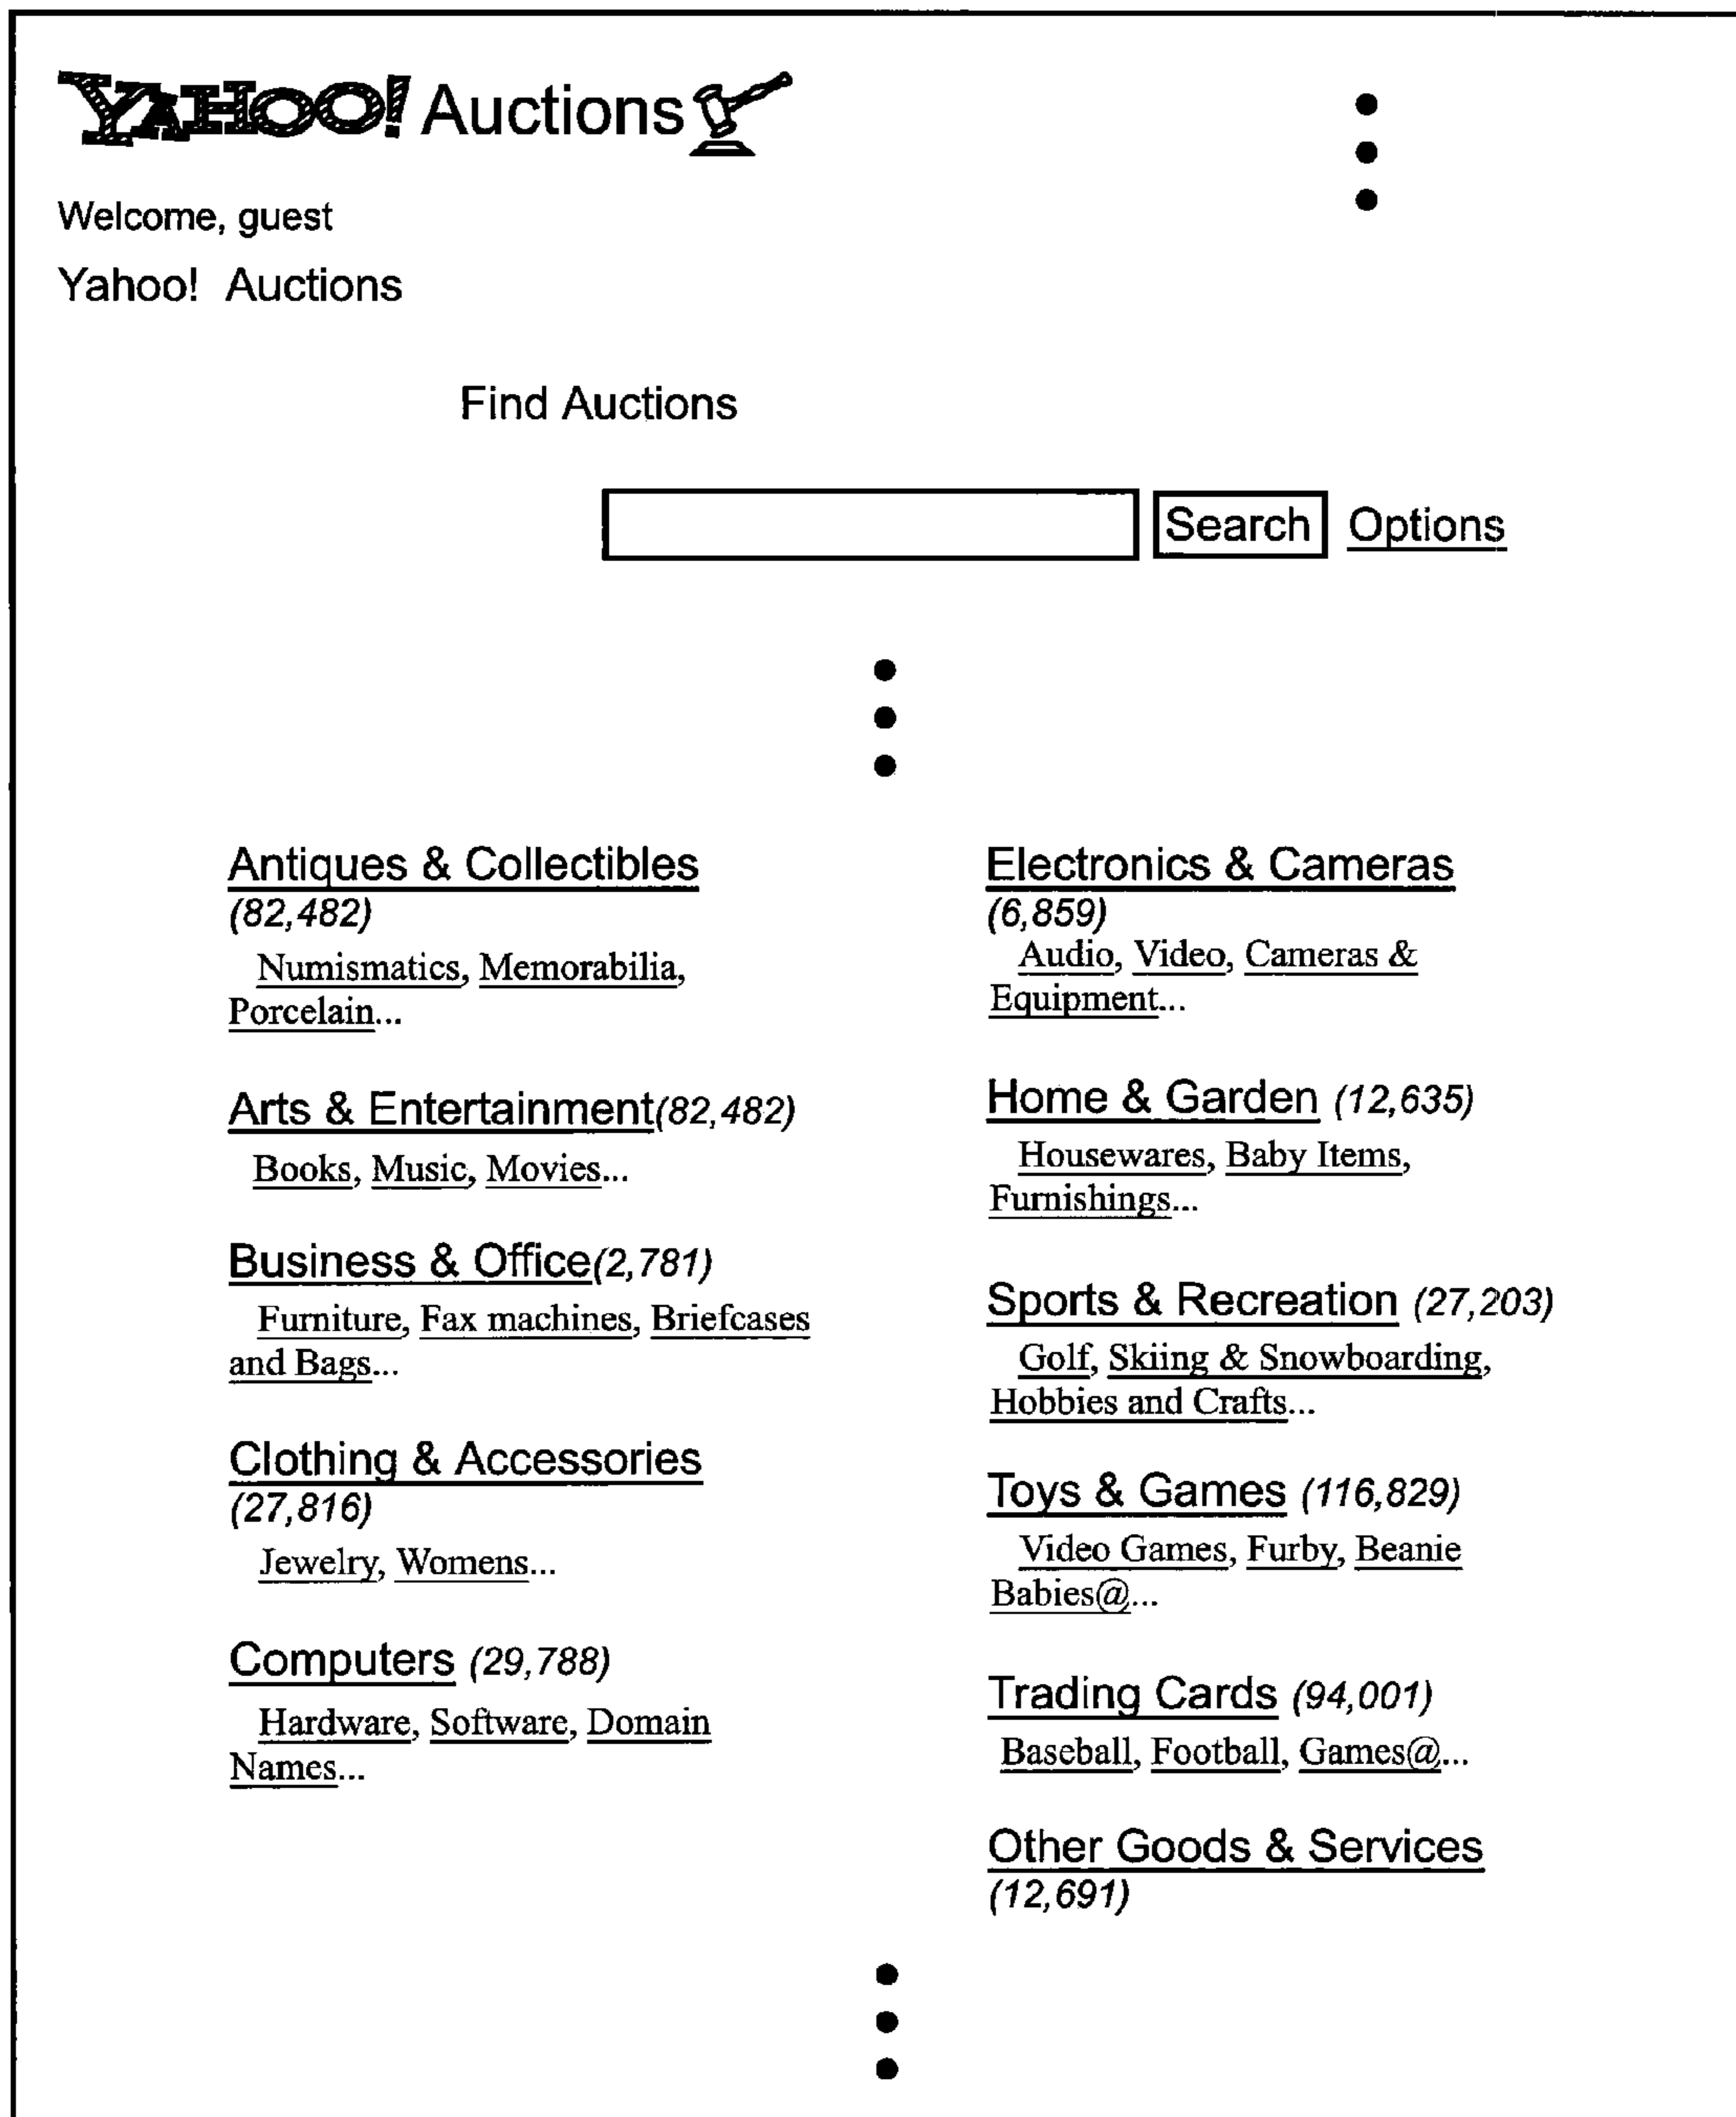 YAHOO! Auctions
Welcome, guest
Yahoo! Auctions
Find Auctions
Search Options
Antiques & Collectibles
(82,482)
Numismatics, Memorabilia,
Porcelain...
Arts & Entertainment(82,482)
Books, Music, Movies...
Business & Office(2,781)
Furniture, Fax machines, Briefcases
and Bags...
Clothing & Accessories
(27,816)
Jewelry, Womens...
Computers (29,788)
Hardware, Software, Domain
Names...
Electronics & Cameras
(6,859)
Audio, Video, Cameras &
Equipment...
Home & Garden (12,635)
Housewares, Baby Items,
Furnishings...
Sports & Recreation (27,203)
Golf, Skiing & Snowboarding,
Hobbies and Crafts...
Toys & Games (116,829)
Video Games, Furby, Beanie
Babies@...
Trading Cards (94,001)
Baseball, Football, Games@...
Other Goods & Services
(12,691)